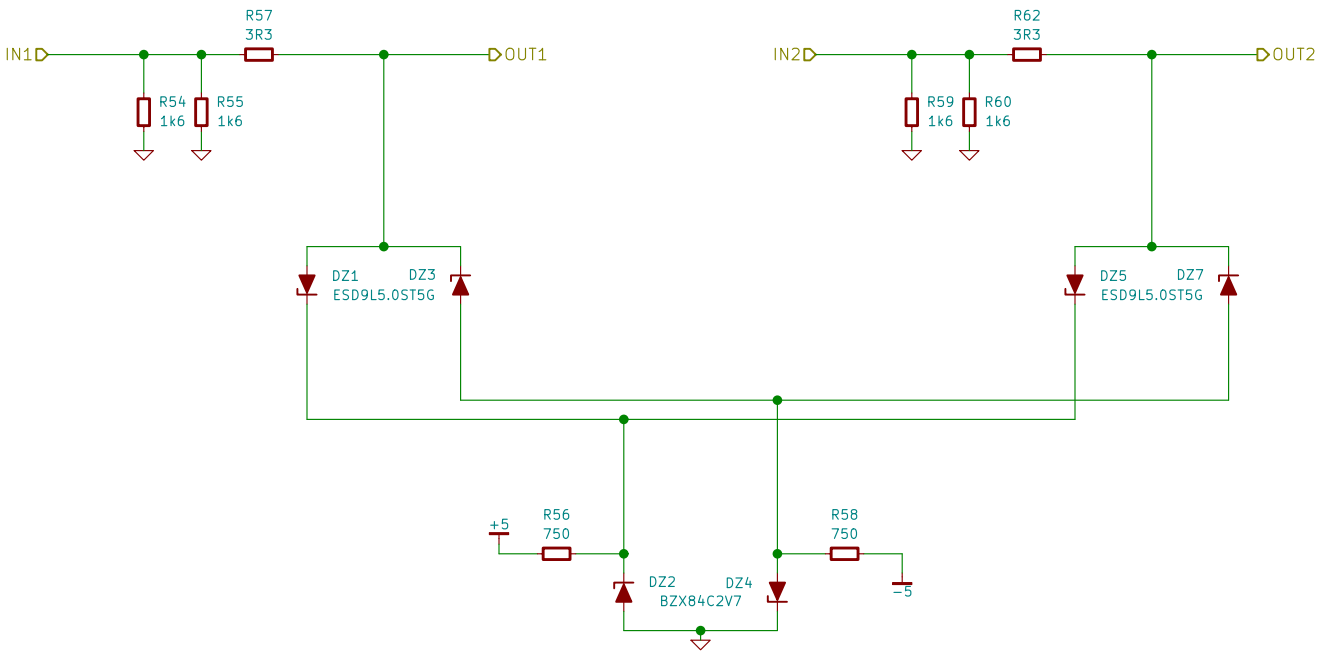 R57
3R3
R62
3R3
IN1
OUT1
IN2
OUT2
R54
1k6
R55
1k6
R59
1k6
R60
1k6
DZ1
DZ3
ESD9L5.0ST5G
DZ5
DZ7
ESD9L5.0ST5G
+5
R56
750
R58
750
-5
DZ2
DZ4
BZX84C2V7